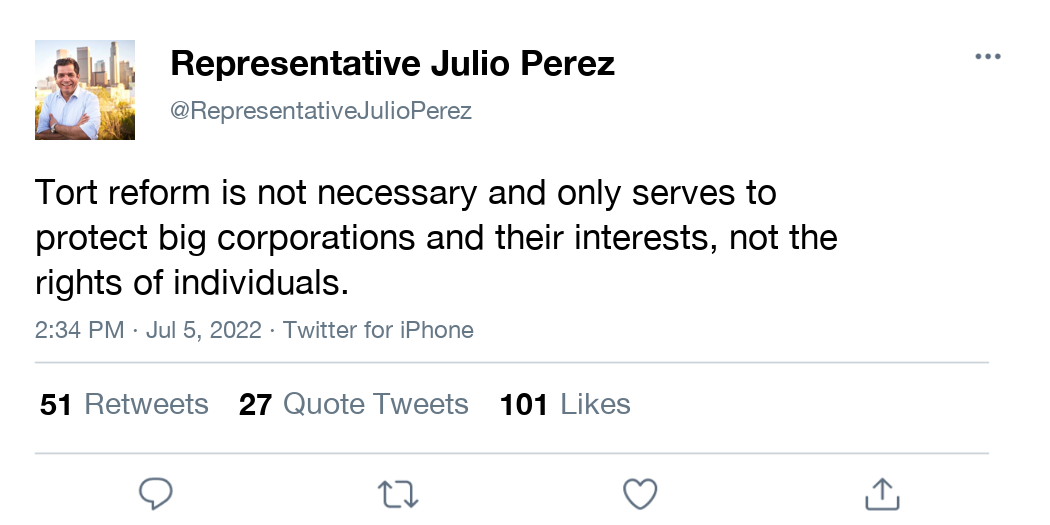 Representative Julio Perez
@RepresentativeJulioPerez
Tort reform is not necessary and only serves to
protect big corporations and their interests, not the
rights of individuals.
2:34 PM · Jul 5, 2022 · Twitter for iPhone
51 Retweets 27 Quote Tweets 101 Likes